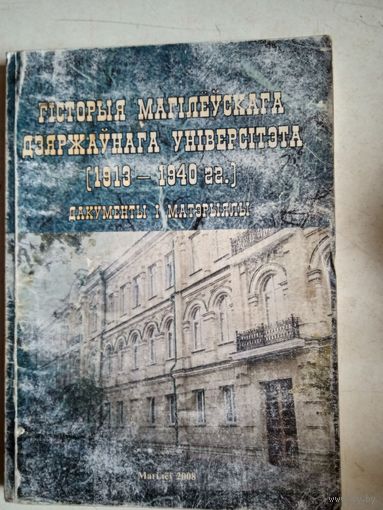 ГІСТОРЫЯ МАГІЛЁЎСКАГА
ДЗЯРЖАЎНАГА УНІВЕРСІТЭТА
(1913 – 1940 гг.)
ДАКУМЕНТЫ І МАТЭРЫЯЛЫ
Магілёў 2008